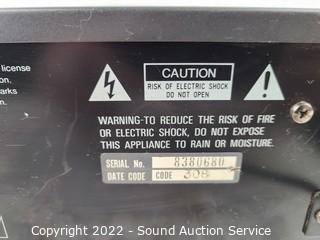 license
on.
arks
CAUTION
RISK OF ELECTRIC SHOCK
DO NOT OPEN
WARNING-TO REDUCE THE RISK OF FIRE
OR ELECTRIC SHOCK, DO NOT EXPOSE
THIS APPLIANCE TO RAIN OR MOISTURE.
SERIAL No. 8380680
DATE CODE CODE 308
Copyright 2022 - Sound Auction Service